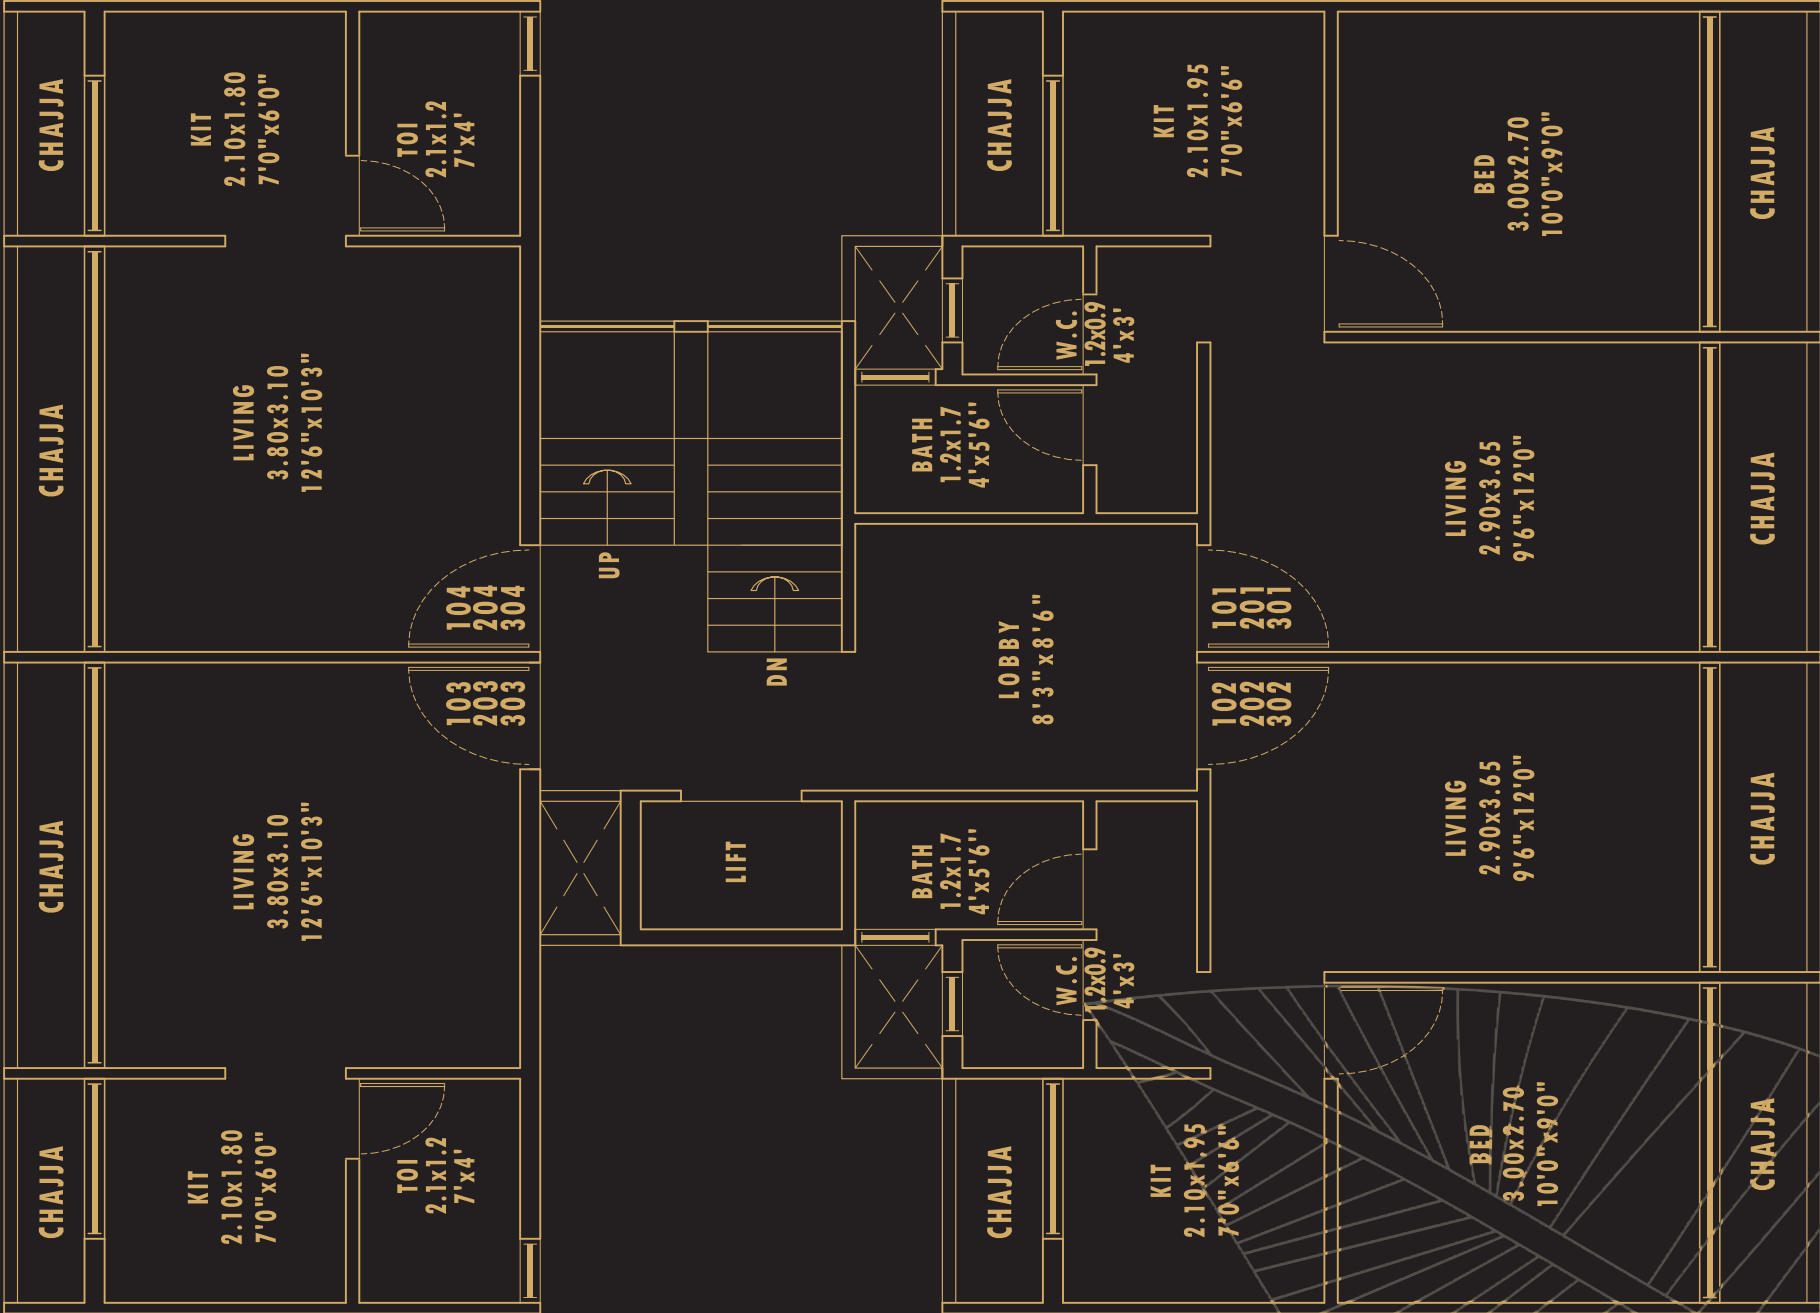 CHAJJA
KIT
2.10x1.80
7'0"x6'0"
TOI
2.1x1.2
7'x4'
CHAJJA
KIT
2.10x1.95
7'0"x6'6"
BED
3.00x2.70
10'0"x9'0"
CHAJJA
CHAJJA
LIVING
3.80x3.10
12'6"x10'3"
W.C.
1.2x0.9
4'x3'
BATH
1.2x1.7
4'x5'6"
LIVING
2.90x3.65
9'6"x12'0"
CHAJJA
UP
104
204
304
101
201
301
DN
LOBBY
8'3"x8'6"
103
203
303
102
202
302
CHAJJA
LIVING
3.80x3.10
12'6"x10'3"
LIFT
BATH
1.2x1.7
4'x5'6"
LIVING
2.90x3.65
9'6"x12'0"
CHAJJA
W.C.
1.2x0.9
4'x3'
CHAJJA
KIT
2.10x1.80
7'0"x6'0"
TOI
2.1x1.2
7'x4'
CHAJJA
KIT
2.10x1.95
7'0"x6'6"
BED
3.00x2.70
10'0"x9'0"
CHAJJA